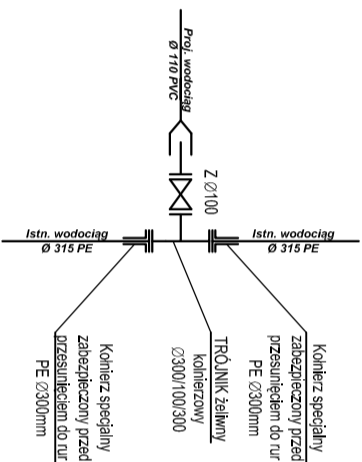 Proj. wodociąg
Ø 110 PVC
Z Ø100
Istn. wodociąg
Ø 315 PE
Istn. wodociąg
Ø 315 PE
Kołnierz specjalny
zabezpieczony przed
przesunięciem do rur
PE Ø300mm
TRÓJNIK żeliwny
kołnierzowy
Ø300/100/300
Kołnierz specjalny
zabezpieczony przed
przesunięciem do rur
PE Ø300mm